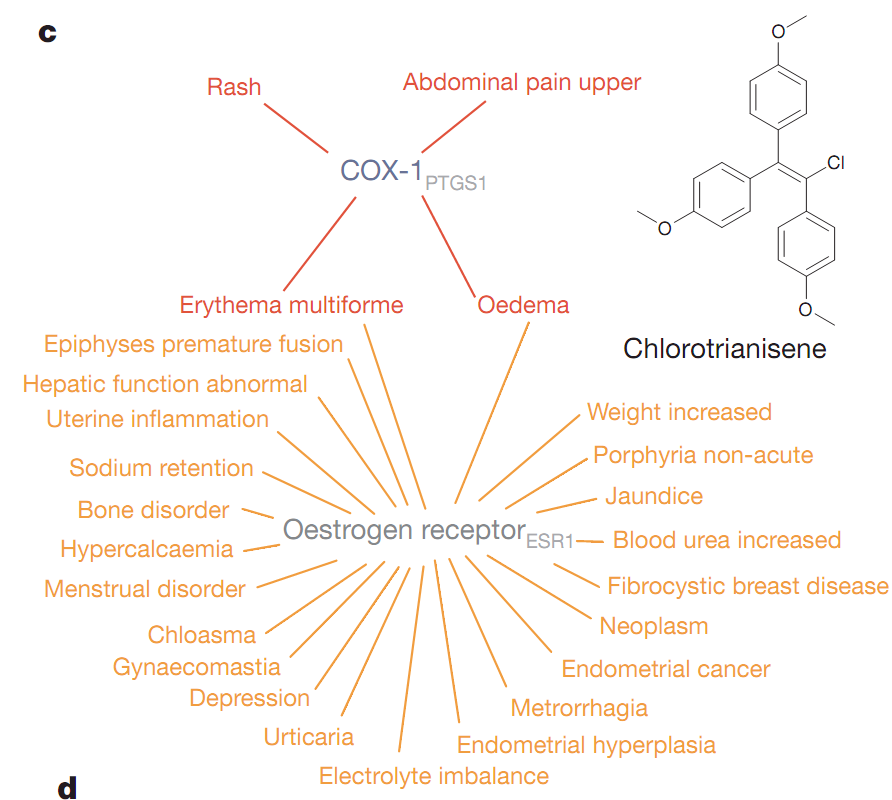 c
O
Rash
Abdominal pain upper
Cl
COX-1PTGS1
O
Erythema multiforme
Oedema
O
Epiphyses premature fusion
Chlorotrianisene
Hepatic function abnormal
Uterine inflammation
Weight increased
Sodium retention
Porphyria non-acute
Bone disorder
Jaundice
Oestrogen receptorESR1
Blood urea increased
Hypercalcaemia
Menstrual disorder
Fibrocystic breast disease
Chloasma
Neoplasm
Gynaecomastia
Endometrial cancer
Depression
Metrorrhagia
Urticaria
Endometrial hyperplasia
Electrolyte imbalance
d